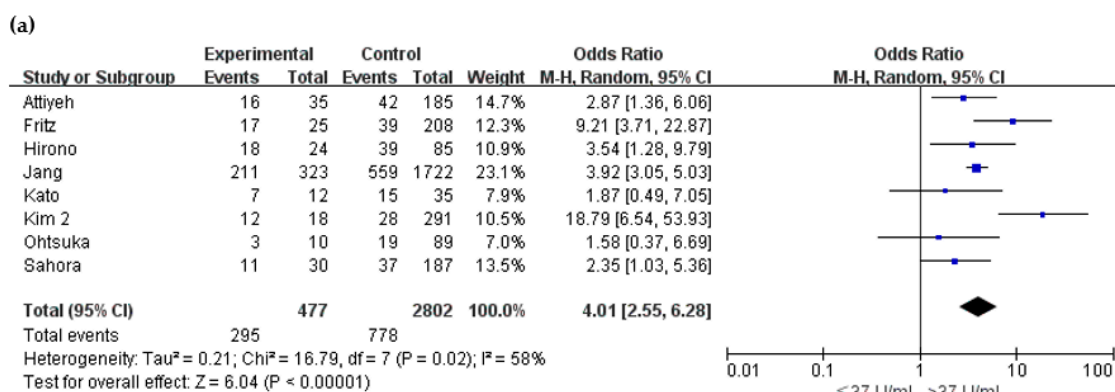 (a)
Experimental Control Odds Ratio Odds Ratio
Study or Subgroup Events Total Events Total Weight M-H, Random, 95% CI M-H, Random, 95% CI
Attiyeh 16 35 42 185 14.7% 2.87 [1.36, 6.06]
Fritz 17 25 39 208 12.3% 9.21 [3.71, 22.87]
Hirono 18 24 39 85 10.9% 3.54 [1.28, 9.79]
Jang 211 323 559 1722 23.1% 3.92 [3.05, 5.03]
Kato 7 12 15 35 7.9% 1.87 [0.49, 7.05]
Kim 2 12 18 28 291 10.5% 18.79 [6.54, 53.93]
Ohtsuka 3 10 19 89 7.0% 1.58 [0.37, 6.69]
Sahora 11 30 37 187 13.5% 2.35 [1.03, 5.36]
Total (95% CI) 477 2802 100.0% 4.01 [2.55, 6.28]
Total events 295 778
Heterogeneity: Tau² = 0.21; Chi² = 16.79, df = 7 (P = 0.02); I² = 58%
Test for overall effect: Z = 6.04 (P < 0.00001)
0.01 0.1 1 10 100
≤37 U/ml >37 U/ml